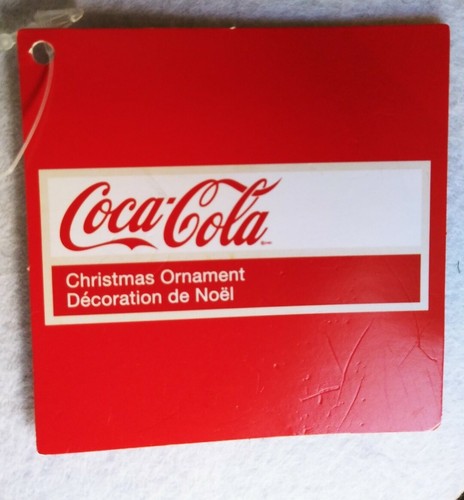 Coca-Cola
Christmas Ornament
Décoration de Noël